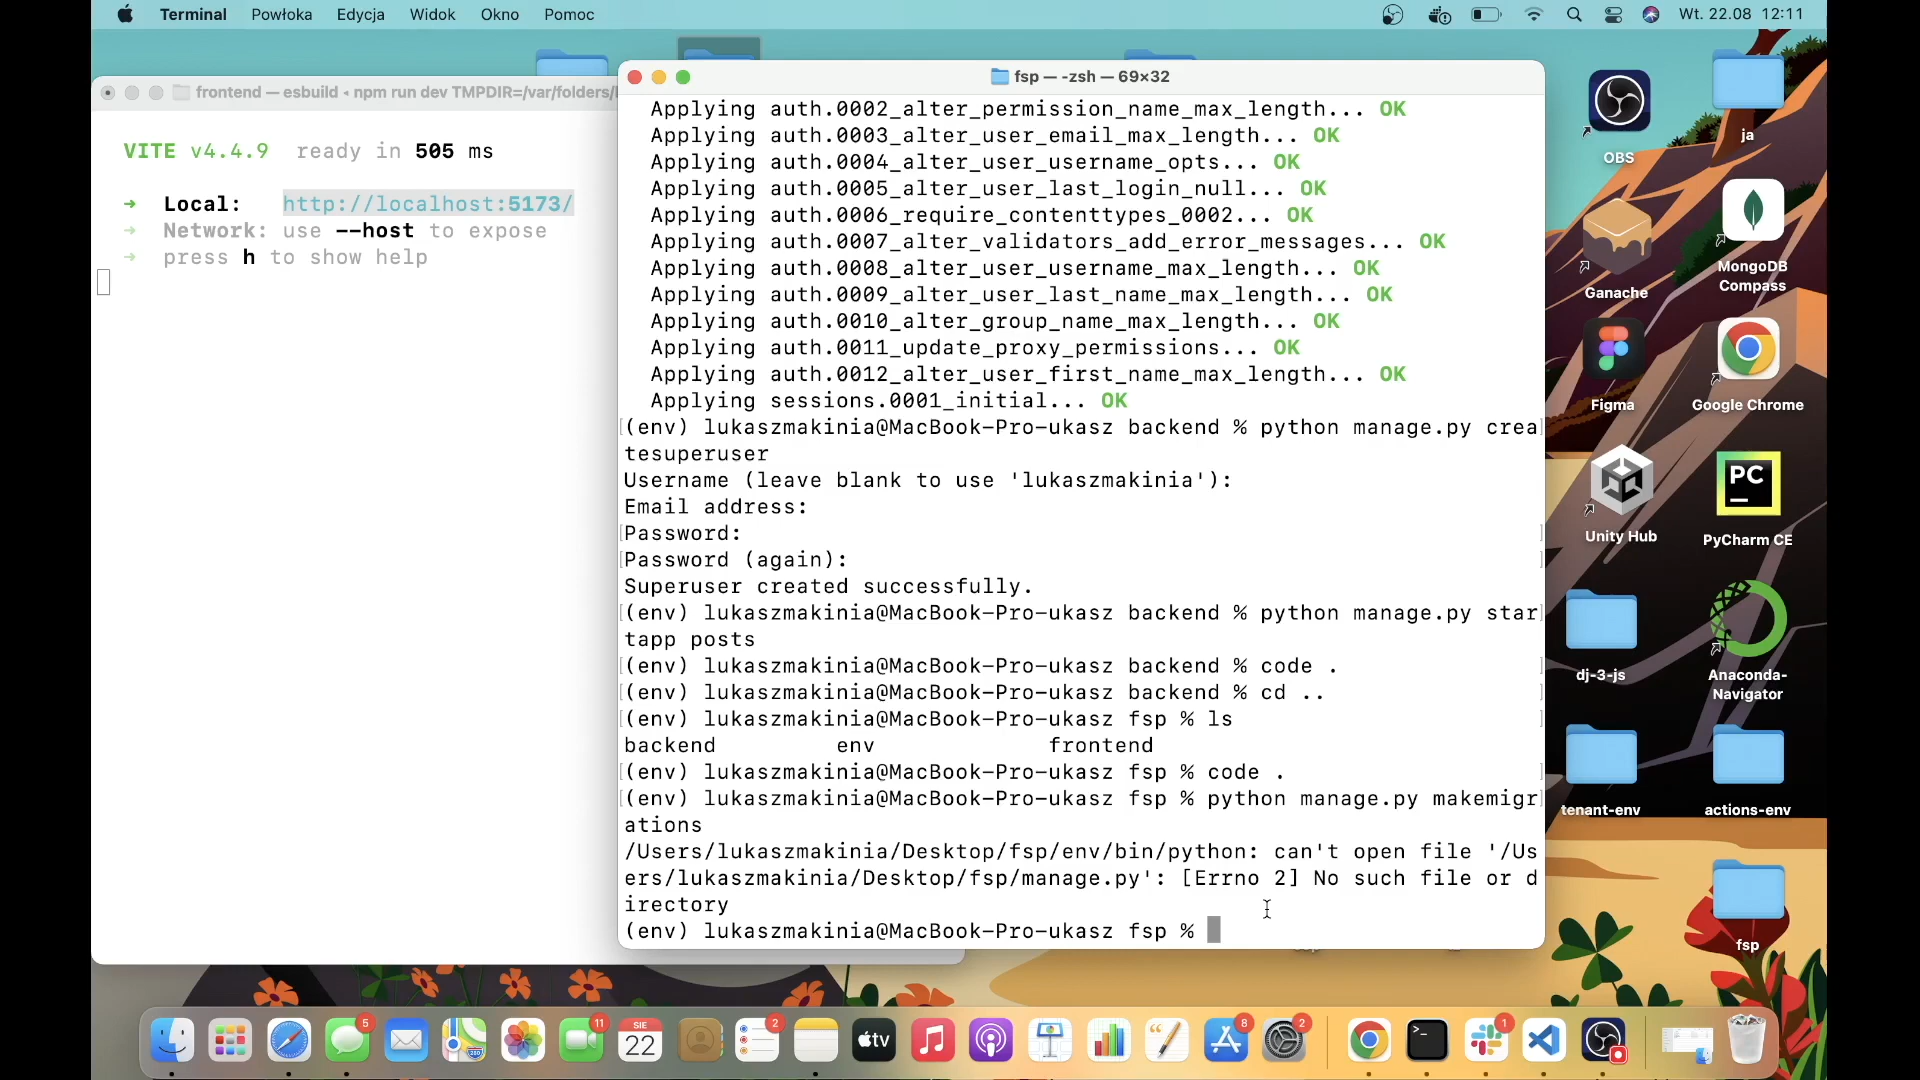 Terminal Powłoka Edycja Widok Okno Pomoc
Wt. 22.08 12:11
frontend — esbuild ◂ npm run dev TMPDIR=/var/folders/
VITE v4.4.9 ready in 505 ms
➜ Local: http://localhost:5173/
➜ Network: use --host to expose
➜ press h to show help
fsp — -zsh — 69×32
Applying auth.0002_alter_permission_name_max_length... OK
Applying auth.0003_alter_user_email_max_length... OK
Applying auth.0004_alter_user_username_opts... OK
Applying auth.0005_alter_user_last_login_null... OK
Applying auth.0006_require_contenttypes_0002... OK
Applying auth.0007_alter_validators_add_error_messages... OK
Applying auth.0008_alter_user_username_max_length... OK
Applying auth.0009_alter_user_last_name_max_length... OK
Applying auth.0010_alter_group_name_max_length... OK
Applying auth.0011_update_proxy_permissions... OK
Applying auth.0012_alter_user_first_name_max_length... OK
Applying sessions.0001_initial... OK
(env) lukaszmakinia@MacBook-Pro-ukasz backend % python manage.py crea
tesuperuser
Username (leave blank to use 'lukaszmakinia'):
Email address:
Password:
Password (again):
Superuser created successfully.
(env) lukaszmakinia@MacBook-Pro-ukasz backend % python manage.py star
tapp posts
(env) lukaszmakinia@MacBook-Pro-ukasz backend % code .
(env) lukaszmakinia@MacBook-Pro-ukasz backend % cd ..
(env) lukaszmakinia@MacBook-Pro-ukasz fsp % ls
backend env frontend
(env) lukaszmakinia@MacBook-Pro-ukasz fsp % code .
(env) lukaszmakinia@MacBook-Pro-ukasz fsp % python manage.py makemigr
ations
/Users/lukaszmakinia/Desktop/fsp/env/bin/python: can't open file '/Us
ers/lukaszmakinia/Desktop/fsp/manage.py': [Errno 2] No such file or d
irectory
(env) lukaszmakinia@MacBook-Pro-ukasz fsp %
OBS
ja
Ganache
MongoDB
Compass
Figma
Google Chrome
Unity Hub
PC
PyCharm CE
dj-3-js
Anaconda-
Navigator
tenant-env
actions-env
fsp
5
11
SIE
22
2
tv
8
2
1